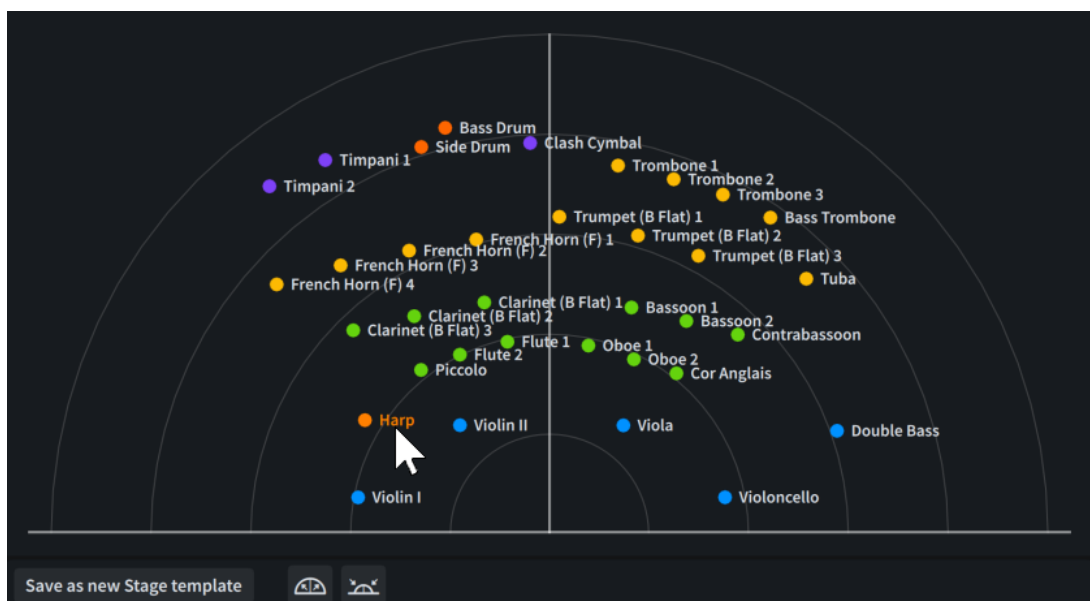 Bass Drum
Side Drum
Clash Cymbal
Timpani 1
Timpani 2
Trombone 1
Trombone 2
Trombone 3
Bass Trombone
Trumpet (B Flat) 1
Trumpet (B Flat) 2
Trumpet (B Flat) 3
Tuba
French Horn (F) 1
French Horn (F) 2
French Horn (F) 3
French Horn (F) 4
Clarinet (B Flat) 1
Clarinet (B Flat) 2
Clarinet (B Flat) 3
Bassoon 1
Bassoon 2
Contrabassoon
Flute 1
Flute 2
Piccolo
Oboe 1
Oboe 2
Cor Anglais
Harp
Violin II
Viola
Double Bass
Violin I
Violoncello
Save as new Stage template